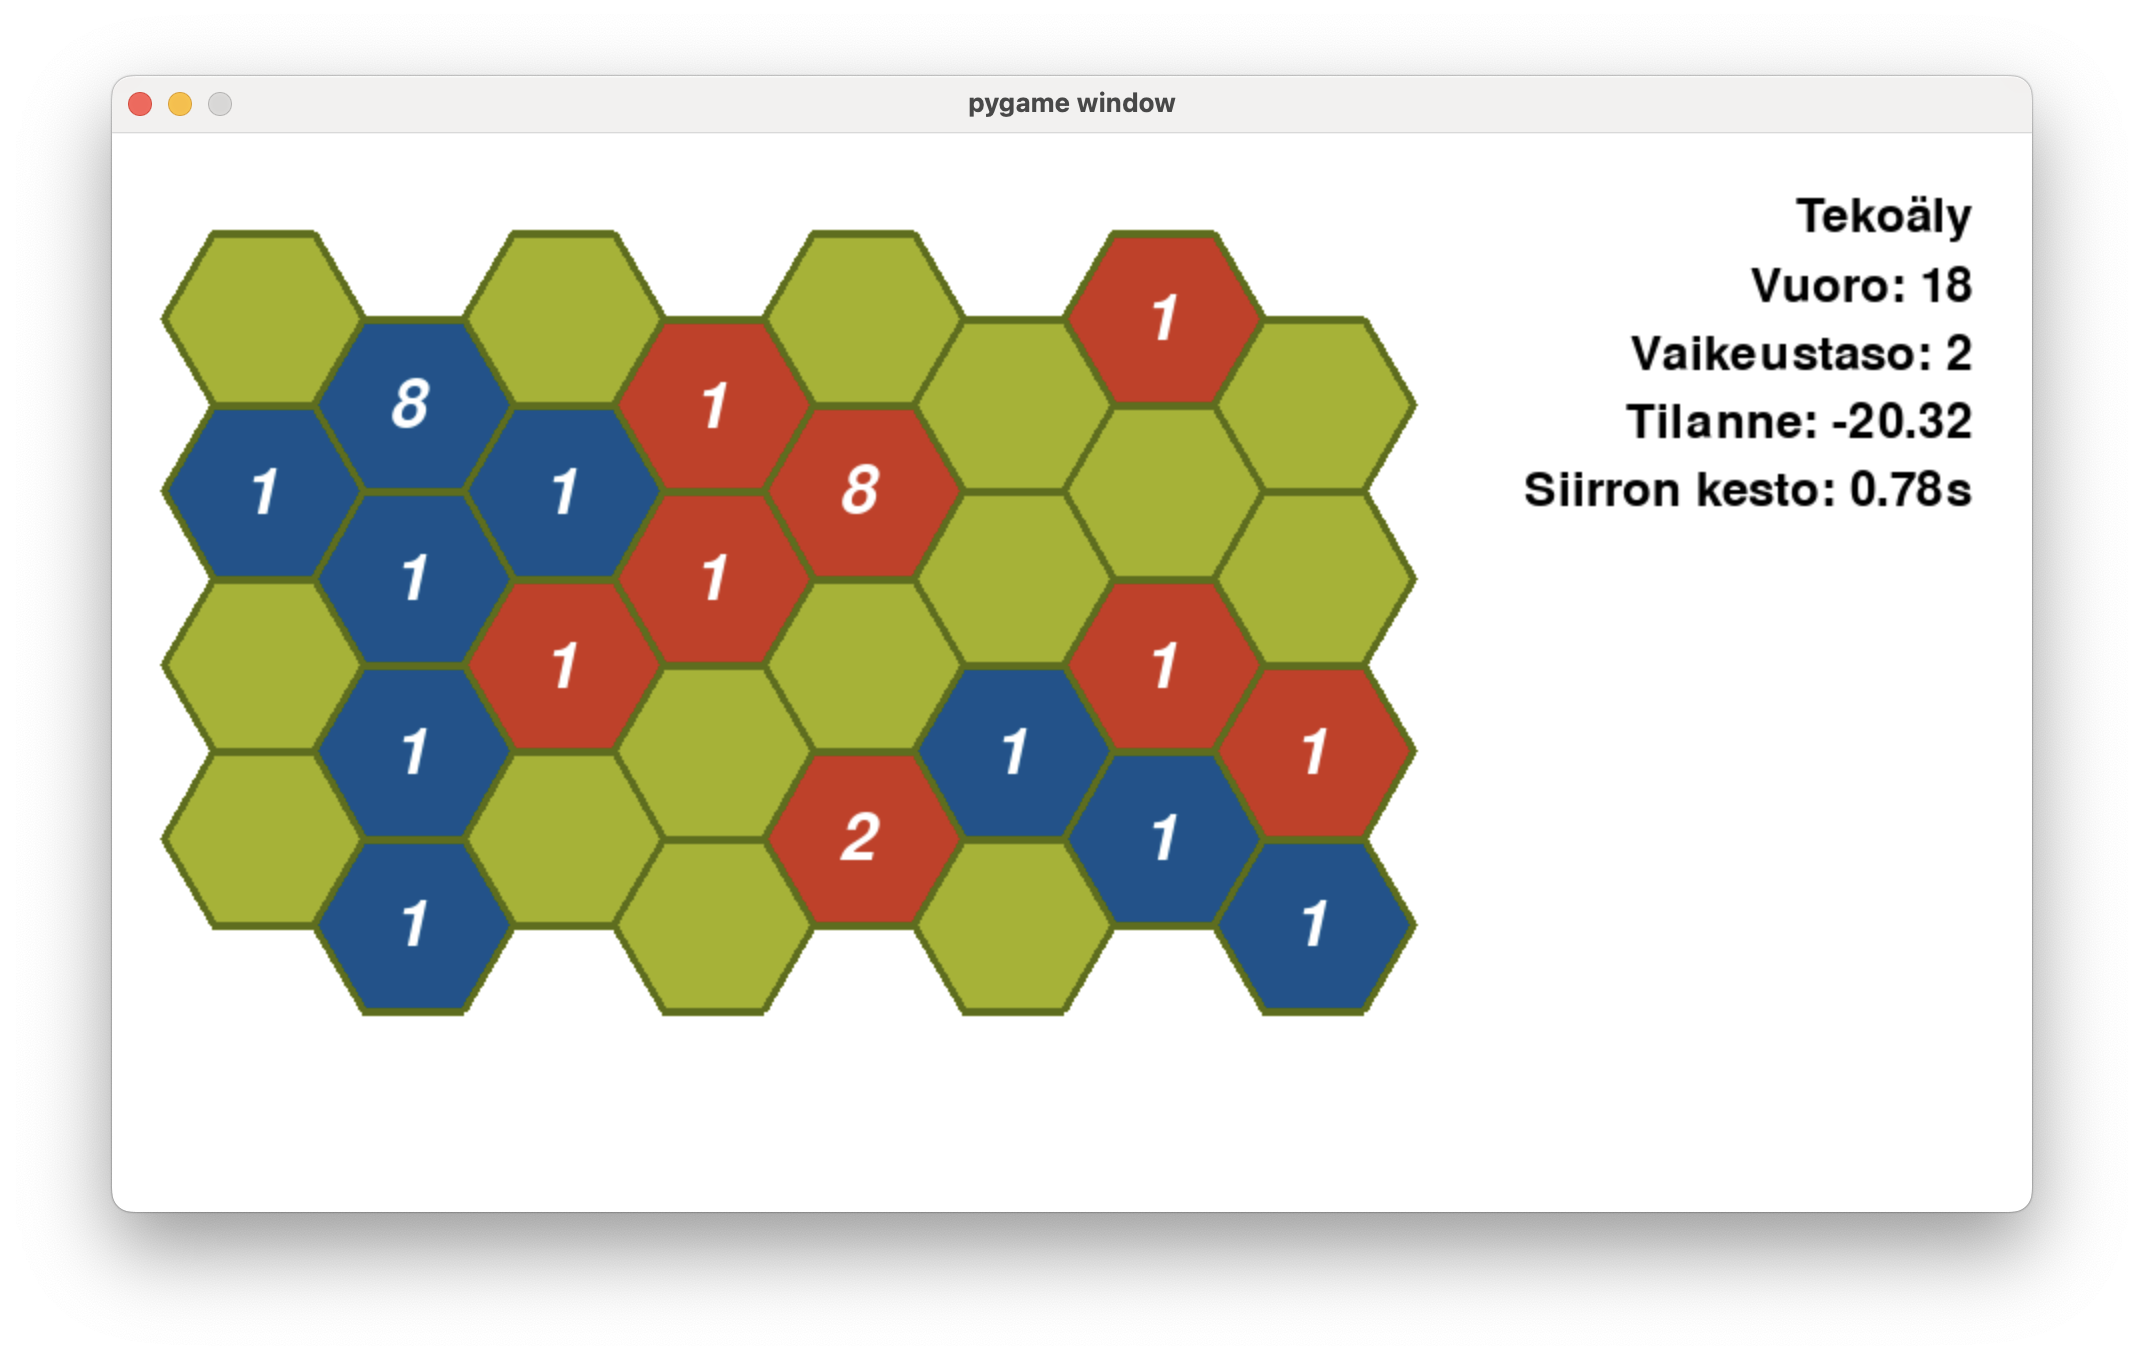 pygame window
Tekoäly
Vuoro: 18
Vaikeustaso: 2
Tilanne: -20.32
Siirron kesto: 0.78s
1
8 1
1 1 8
1 1
1 1
1 1 1
2 1
1 1